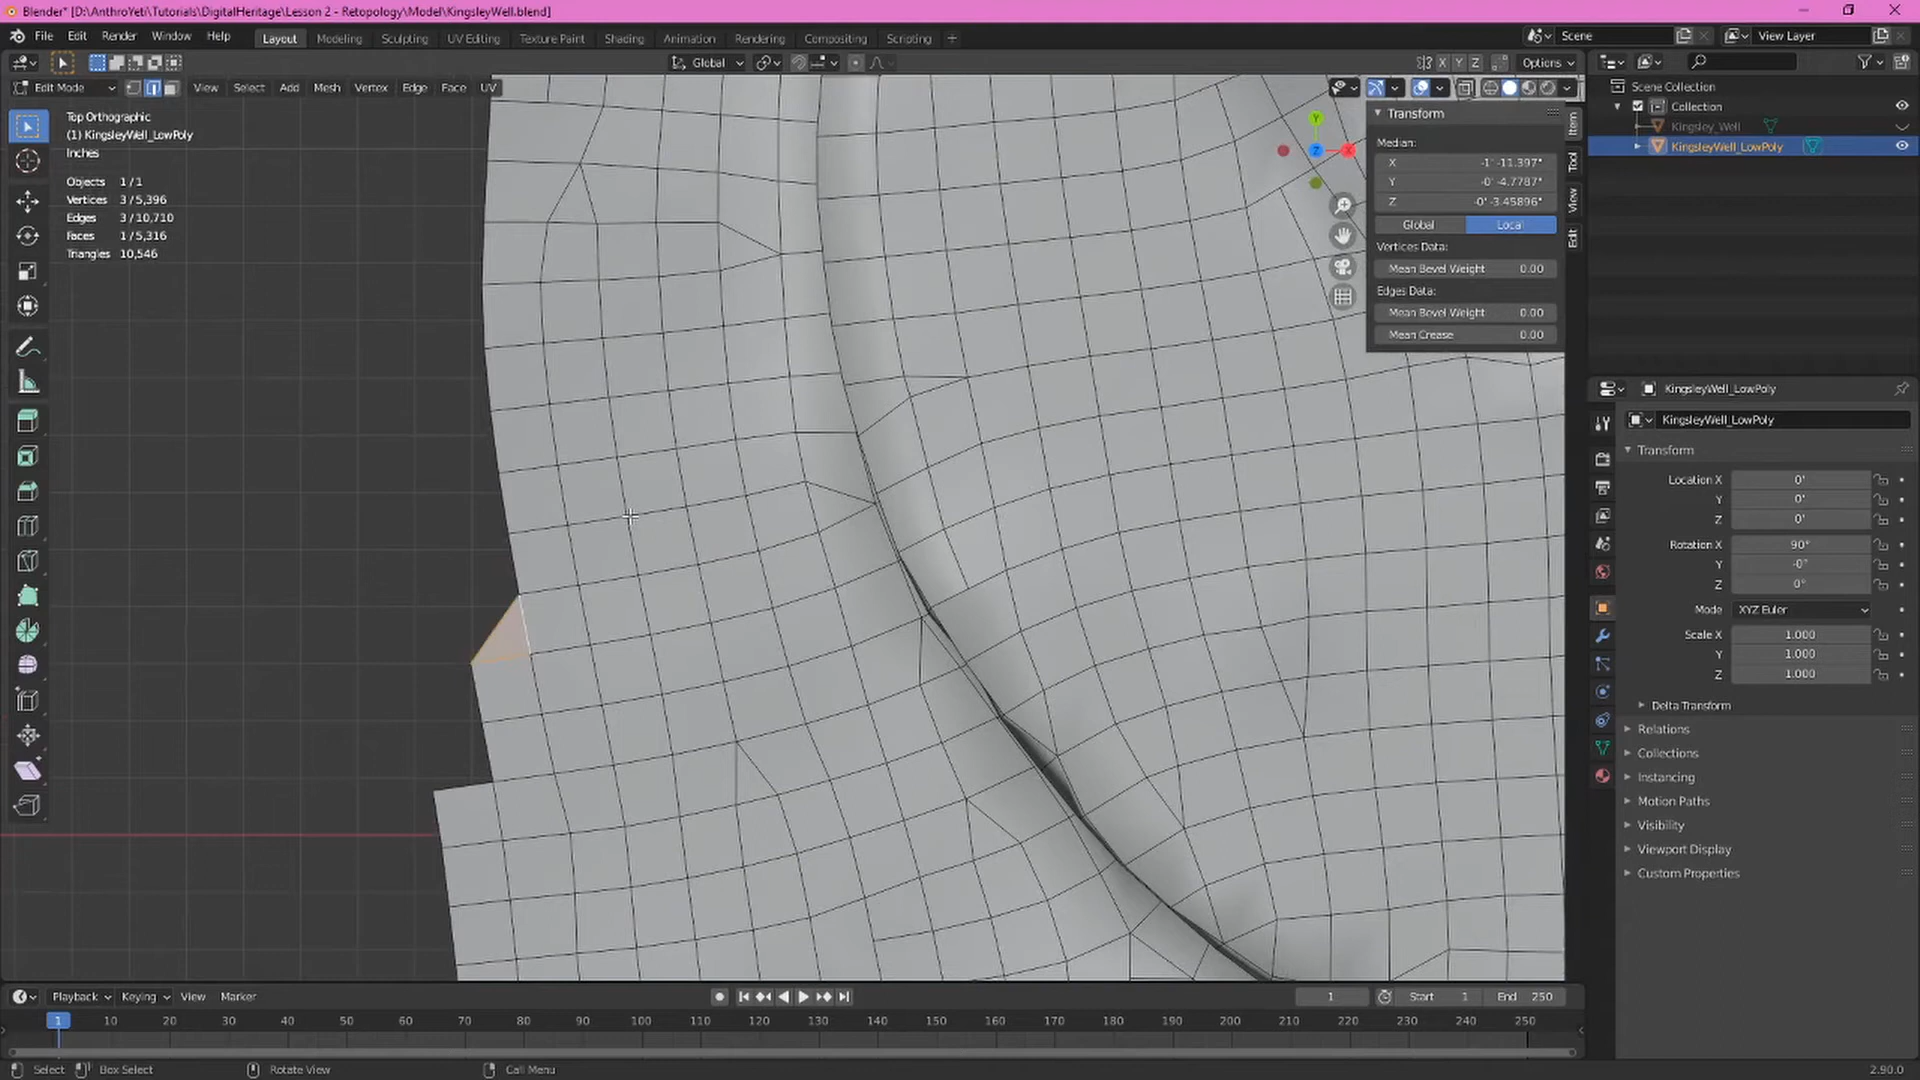 Blender* [D:\AnthroYeti\Tutorials\DigitalHeritage\Lesson 2 - Retopology\Model\KingsleyWell.blend]
File Edit Render Window Help Layout Modeling Sculpting UV Editing Texture Paint Shading Animation Rendering Compositing Scripting + Scene View Layer
Global X Y Z Options
Edit Mode View Select Add Mesh Vertex Edge Face UV
Top Orthographic
(1) KingsleyWell_LowPoly
Inches
Objects 1 / 1
Vertices 3 / 5,396
Edges 3 / 10,710
Faces 1 / 5,316
Triangles 10,546
Y
Z
X
Transform
Median:
X -1' -11.397"
Y -0' -4.7787"
Z -0' -3.45896"
Global Local
Vertices Data:
Mean Bevel Weight 0.00
Edges Data:
Mean Bevel Weight 0.00
Mean Crease 0.00
Item
Tool
View
Edit
Scene Collection
Collection
Kingsley_Well
KingsleyWell_LowPoly
KingsleyWell_LowPoly
KingsleyWell_LowPoly
Transform
Location X 0'
Y 0'
Z 0'
Rotation X 90°
Y -0°
Z 0°
Mode XYZ Euler
Scale X 1.000
Y 1.000
Z 1.000
Delta Transform
Relations
Collections
Instancing
Motion Paths
Visibility
Viewport Display
Custom Properties
Playback Keying View Marker 1 Start 1 End 250
1 10 20 30 40 50 60 70 80 90 100 110 120 130 140 150 160 170 180 190 200 210 220 230 240 250
Select Box Select Rotate View Call Menu 2.90.0